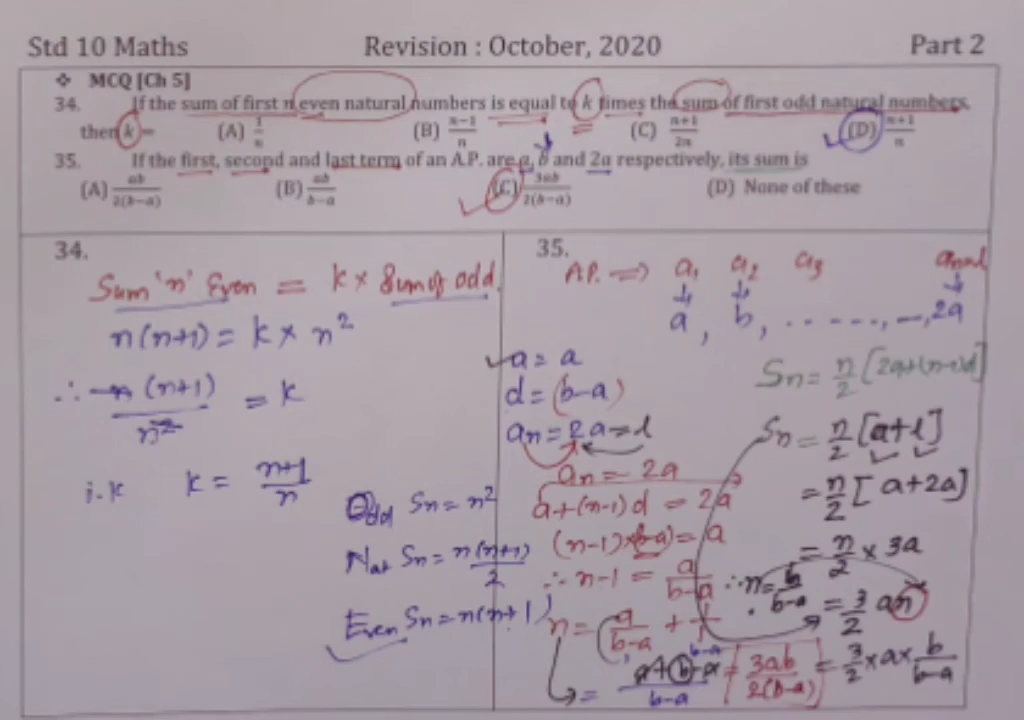 Std 10 Maths Revision : October, 2020 Part 2
❖ MCQ [Ch 5]
34. If the sum of first n even natural numbers is equal to k times the sum of first odd natural numbers,
then k = (A) 1/n (B) n−1/n (C) n+1/2n (D) n+1/n
35. If the first, second and last term of an A.P. are a, b and 2a respectively, its sum is
(A) ab/2(b−a) (B) ab/b−a (C) 3ab/2(b−a) (D) None of these
34.
Sum 'n' Even = k × Sum of odd
n(n+1) = k × n²
∴ n(n+1)/n² = k
k = n+1/n
Odd Sn = n²
Nat Sn = n(n+1)/2
Even Sn = n(n+1)
35.
A.P. ⇒ a₁ a₂ a₃
a, b, ......, 2a
a = a
d = (b−a)
an = 2a = l
an = 2a
a+(n−1)d = 2a
(n−1)×(b−a) = a
∴ n−1 = a/b−a
n = a/b−a + 1
= a+b−a/b−a
∴ n = b/b−a
Sn = n/2 [2a+(n−1)d]
Sn = n/2 [a+l]
= n/2 [a+2a]
= n/2 × 3a
= 3/2 an
= 3/2 × a × b/b−a
= 3ab/2(b−a)